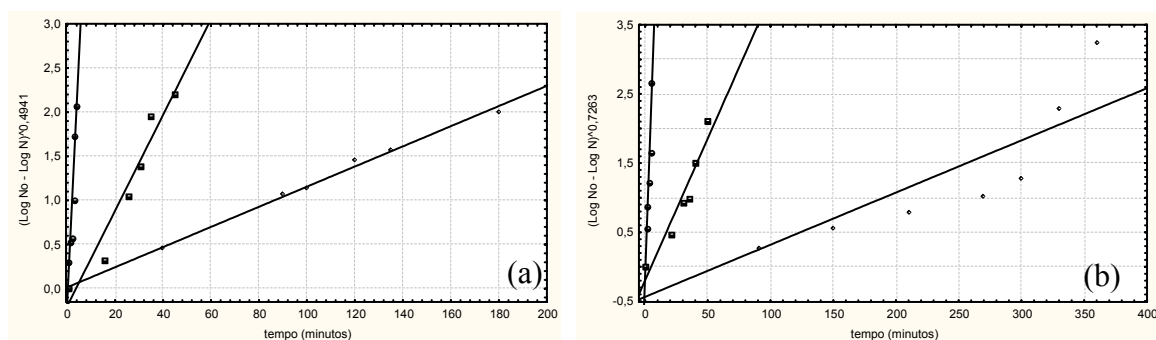 (Log No - Log N)^0,4941
3,0
2,5
2,0
1,5
1,0
0,5
0,0
0 20 40 60 80 100 120 140 160 180 200
tempo (minutos)
(a)
(Log No - Log N)^0,7263
3,5
2,5
1,5
0,5
-0,5
0 50 100 150 200 250 300 350 400
tempo (minutos)
(b)